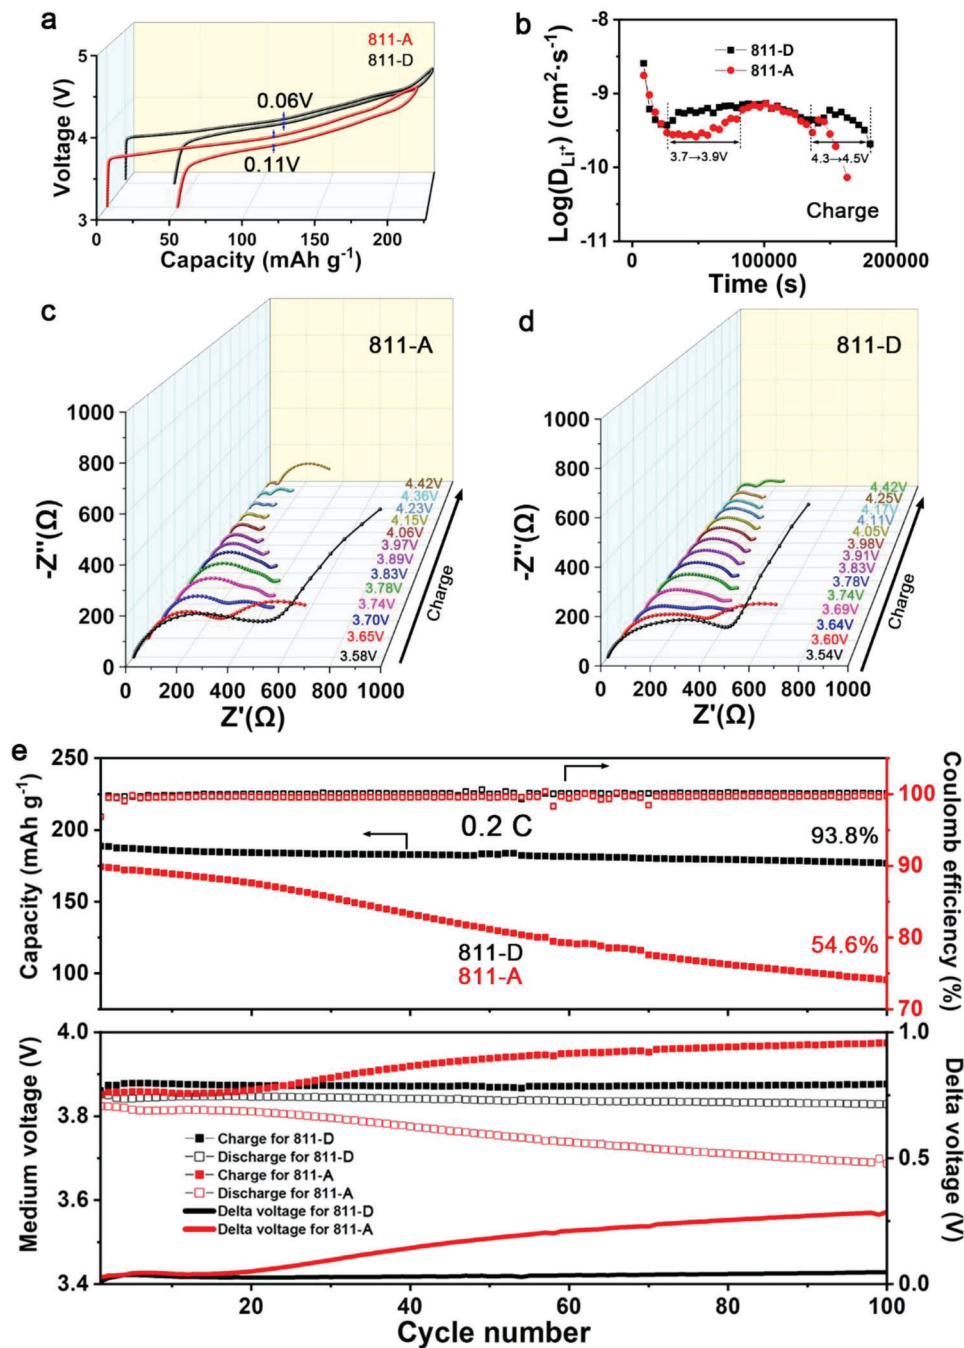 a
811-A
811-D
5
4
3
Voltage (V)
0.06V
0.11V
0
50
100
150
200
Capacity (mAh g⁻¹)
b
-8
-9
-10
-11
Log(D_Li⁺) (cm²·s⁻¹)
811-D
811-A
3.7→3.9V
4.3→4.5V
Charge
0
100000
200000
Time (s)
c
811-A
1000
800
600
400
200
0
-Z''(Ω)
4.42V
4.36V
4.23V
4.15V
4.06V
3.97V
3.89V
3.83V
3.78V
3.74V
3.70V
3.65V
3.58V
Charge
0
200
400
600
800
1000
Z'(Ω)
d
811-D
1000
800
600
400
200
0
-Z''(Ω)
4.42V
4.25V
4.17V
4.11V
4.05V
3.98V
3.91V
3.83V
3.78V
3.74V
3.69V
3.64V
3.60V
3.54V
Charge
0
200
400
600
800
1000
Z'(Ω)
e
250
200
150
100
Capacity (mAh g⁻¹)
0.2 C
93.8%
54.6%
811-D
811-A
100
90
80
70
Coulomb efficiency (%)
4.0
3.8
3.6
3.4
Medium voltage (V)
Charge for 811-D
Discharge for 811-D
Charge for 811-A
Discharge for 811-A
Delta voltage for 811-D
Delta voltage for 811-A
1.0
0.5
0.0
Delta voltage (V)
20
40
60
80
100
Cycle number